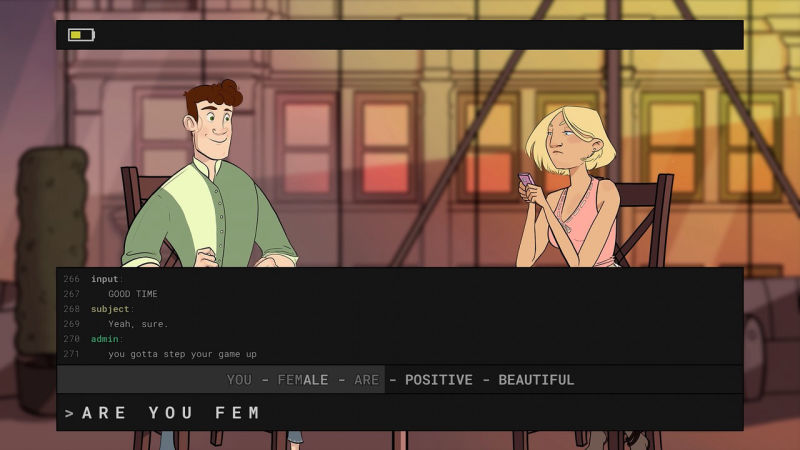 266 input:
267 GOOD TIME
268 subject:
269 Yeah, sure.
270 admin:
271 you gotta step your game up
YOU - FEMALE - ARE - POSITIVE - BEAUTIFUL
>ARE YOU FEM